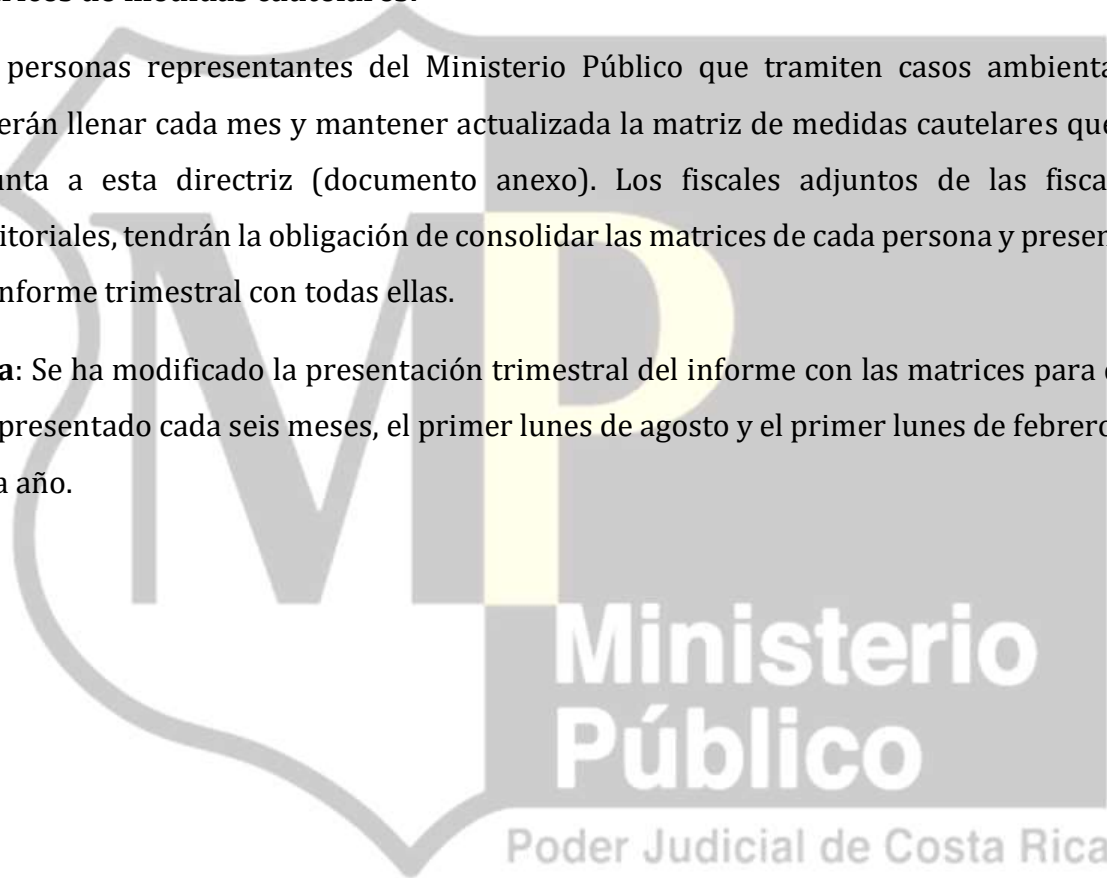 trices de medidas cautelares.
personas representantes del Ministerio Público que tramiten casos ambienta
erán llenar cada mes y mantener actualizada la matriz de medidas cautelares que
unta a esta directriz (documento anexo). Los fiscales adjuntos de las fisca
itoriales, tendrán la obligación de consolidar las matrices de cada persona y presen
nforme trimestral con todas ellas.
a: Se ha modificado la presentación trimestral del informe con las matrices para
presentado cada seis meses, el primer lunes de agosto y el primer lunes de febrero
a año.
MP
Ministerio
Público
Poder Judicial de Costa Rica